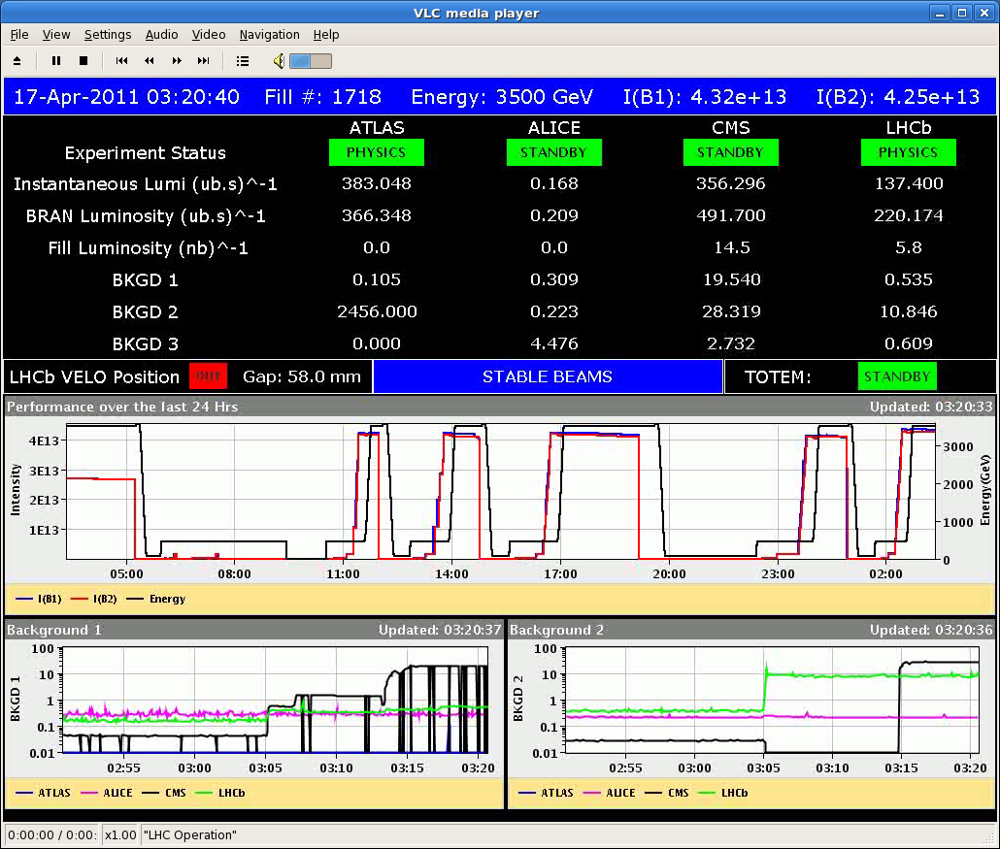 VLC media player
File View Settings Audio Video Navigation Help
17-Apr-2011 03:20:40 Fill #: 1718 Energy: 3500 GeV I(B1): 4.32e+13 I(B2): 4.25e+13
ATLAS ALICE CMS LHCb
Experiment Status PHYSICS STANDBY STANDBY PHYSICS
Instantaneous Lumi (ub.s)^-1 383.048 0.168 356.296 137.400
BRAN Luminosity (ub.s)^-1 366.348 0.209 491.700 220.174
Fill Luminosity (nb)^-1 0.0 0.0 14.5 5.8
BKGD 1 0.105 0.309 19.540 0.535
BKGD 2 2456.000 0.223 28.319 10.846
BKGD 3 0.000 4.476 2.732 0.609
LHCb VELO Position OUT Gap: 58.0 mm STABLE BEAMS TOTEM: STANDBY
Performance over the last 24 Hrs Updated: 03:20:33
Intensity
4E13
3E13
2E13
1E13
3000
2000
1000
0
Energy(GeV)
05:00 08:00 11:00 14:00 17:00 20:00 23:00 02:00
I(B1) I(B2) Energy
Background 1 Updated: 03:20:37
BKGD 1
100
10
1
0.1
0.01
02:55 03:00 03:05 03:10 03:15 03:20
ATLAS ALICE CMS LHCb
Background 2 Updated: 03:20:36
BKGD 2
100
10
1
0.1
0.01
02:55 03:00 03:05 03:10 03:15 03:20
ATLAS ALICE CMS LHCb
0:00:00 / 0:00: x1.00 "LHC Operation"